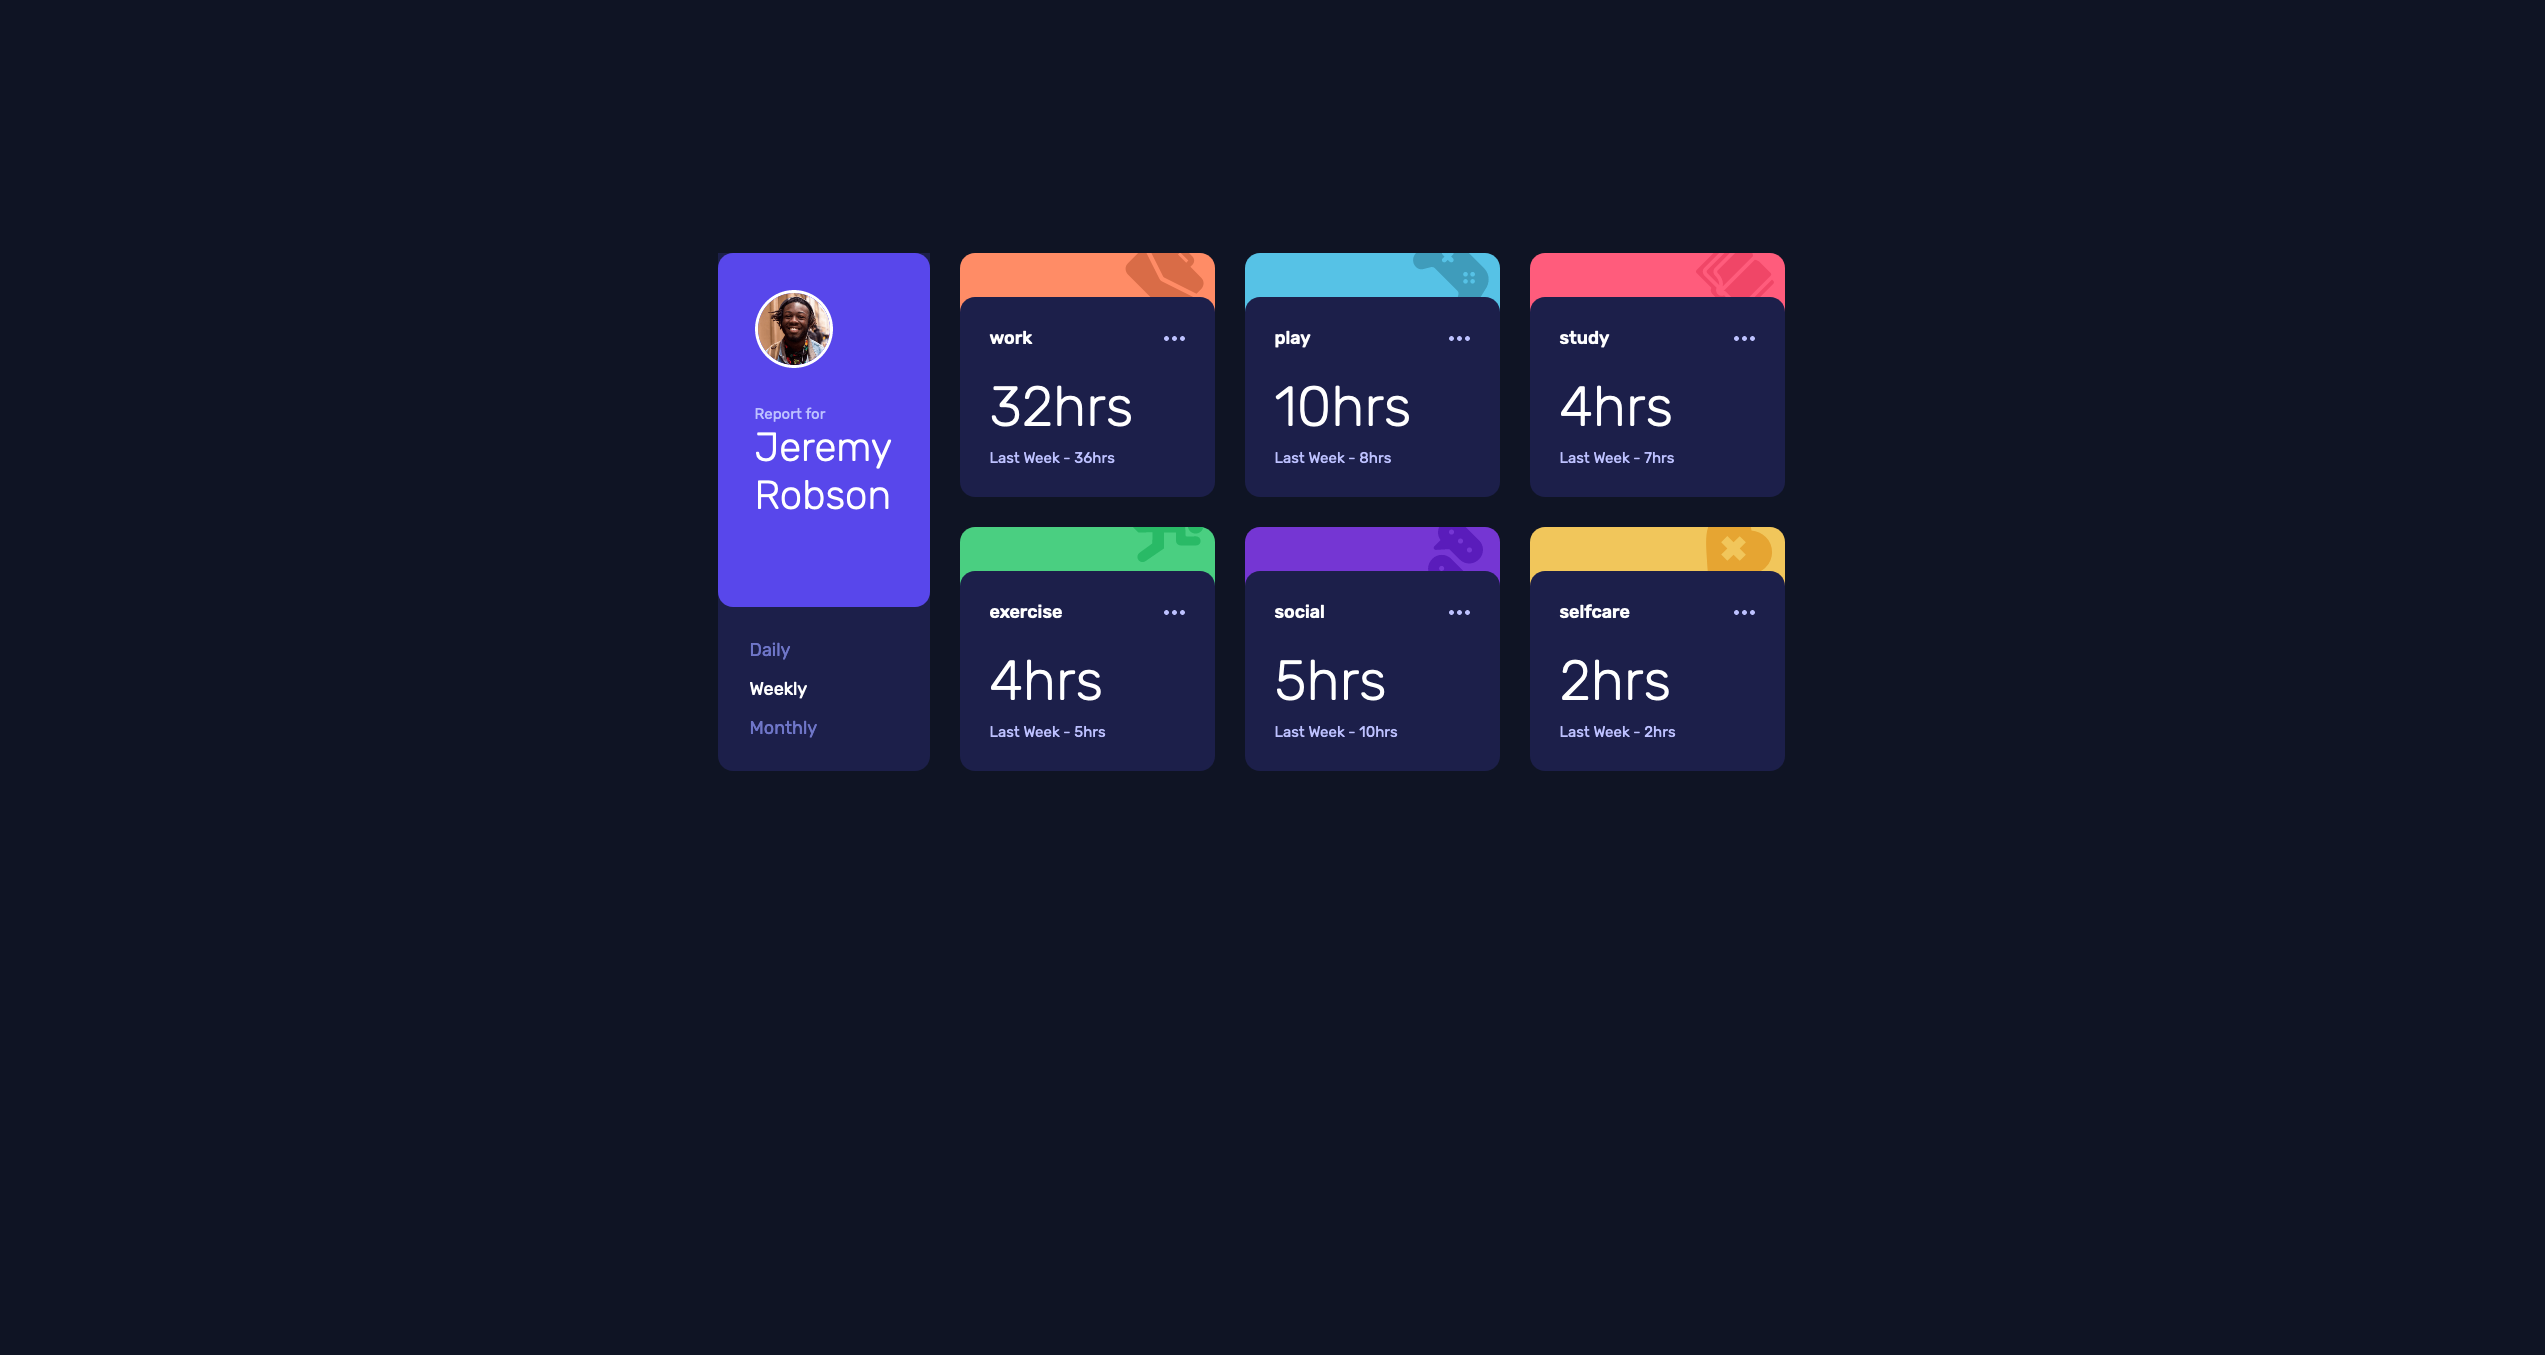 Report for
Jeremy
Robson
Daily
Weekly
Monthly
work
32hrs
Last Week - 36hrs
play
10hrs
Last Week - 8hrs
study
4hrs
Last Week - 7hrs
exercise
4hrs
Last Week - 5hrs
social
5hrs
Last Week - 10hrs
selfcare
2hrs
Last Week - 2hrs